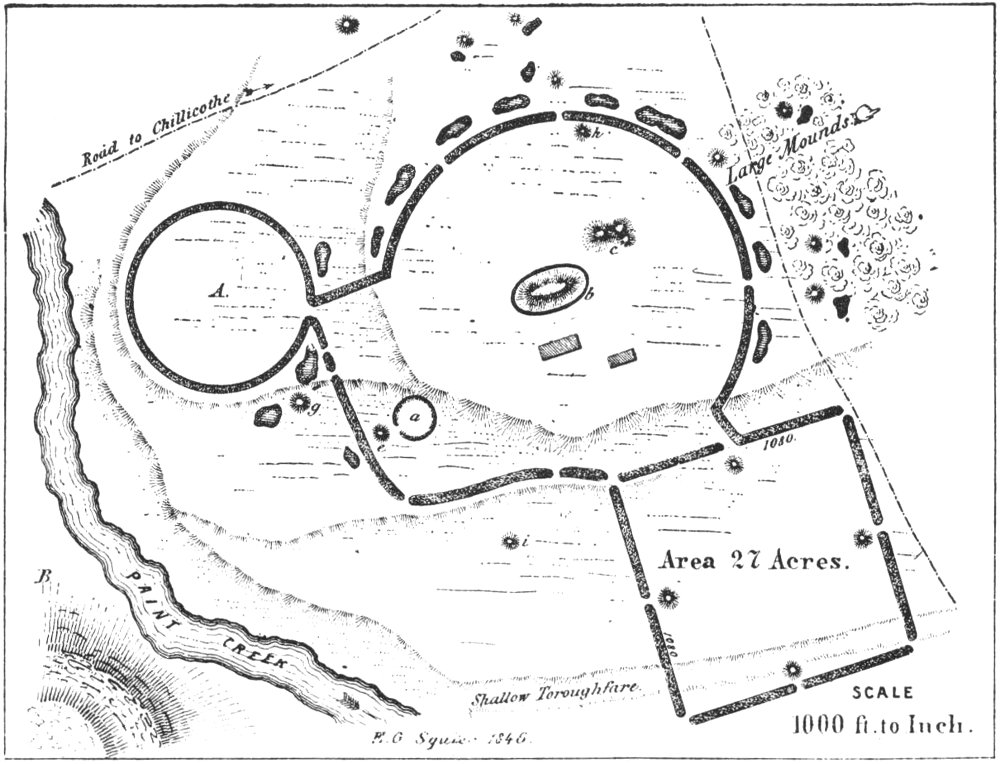 Road to Chillicothe
Large Mounds
h
c
A.
b
g
a
e
1080.
i
Area 27 Acres.
B
PAINT CREEK
1080
Shallow Toroughfare.
SCALE
1000 ft. to Inch.
E.G Squier 1846.